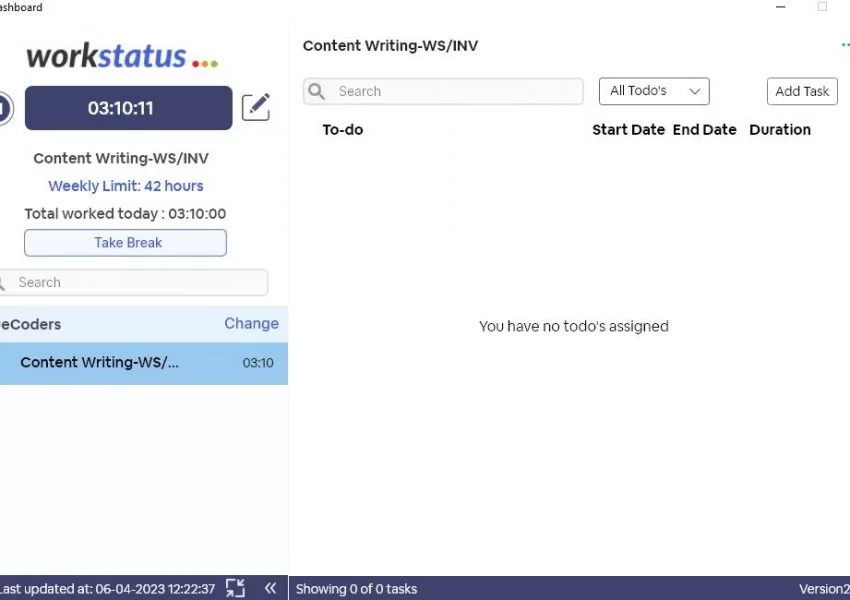 workstatus
03:10:11
Content Writing-WS/INV
Weekly Limit: 42 hours
Total worked today : 03:10:00
Take Break
Search
Change
Content Writing-WS/... 03:10
Last updated at: 06-04-2023 12:22:37
Content Writing-WS/INV
Search All Todo's Add Task
To-do Start Date End Date Duration
You have no todo's assigned
Showing 0 of 0 tasks